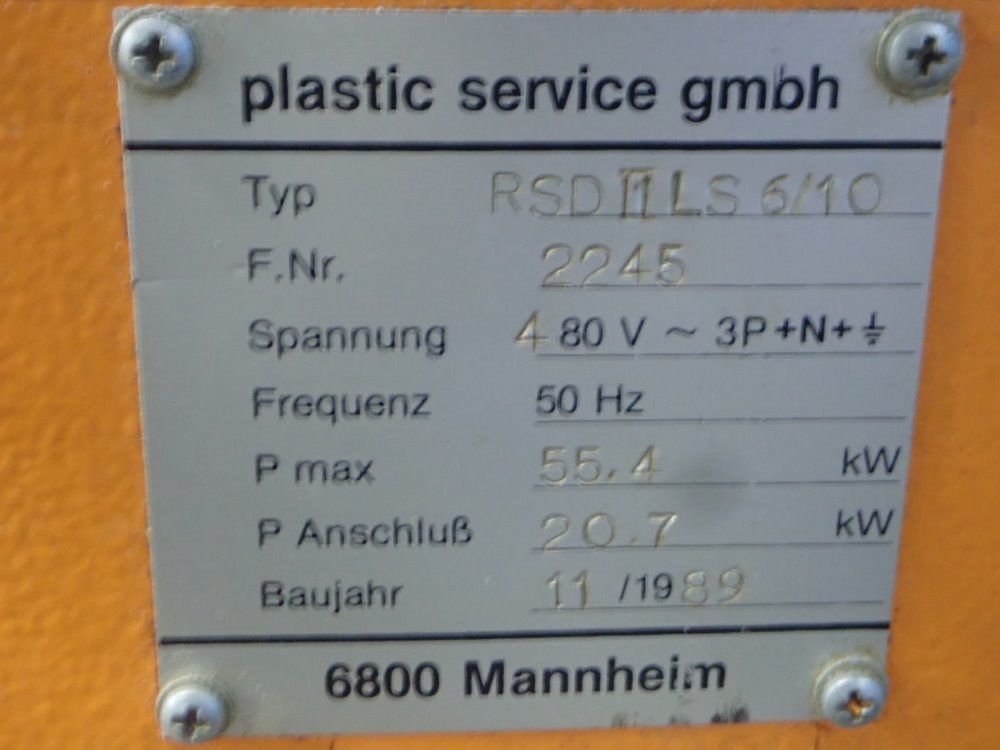 plastic service gmbh
Typ RSD II LS 6/10
F.Nr. 2245
Spannung 480 V ~ 3P+N+⏚
Frequenz 50 Hz
P max 55.4 kW
P Anschluß 20.7 kW
Baujahr 11/1989
6800 Mannheim